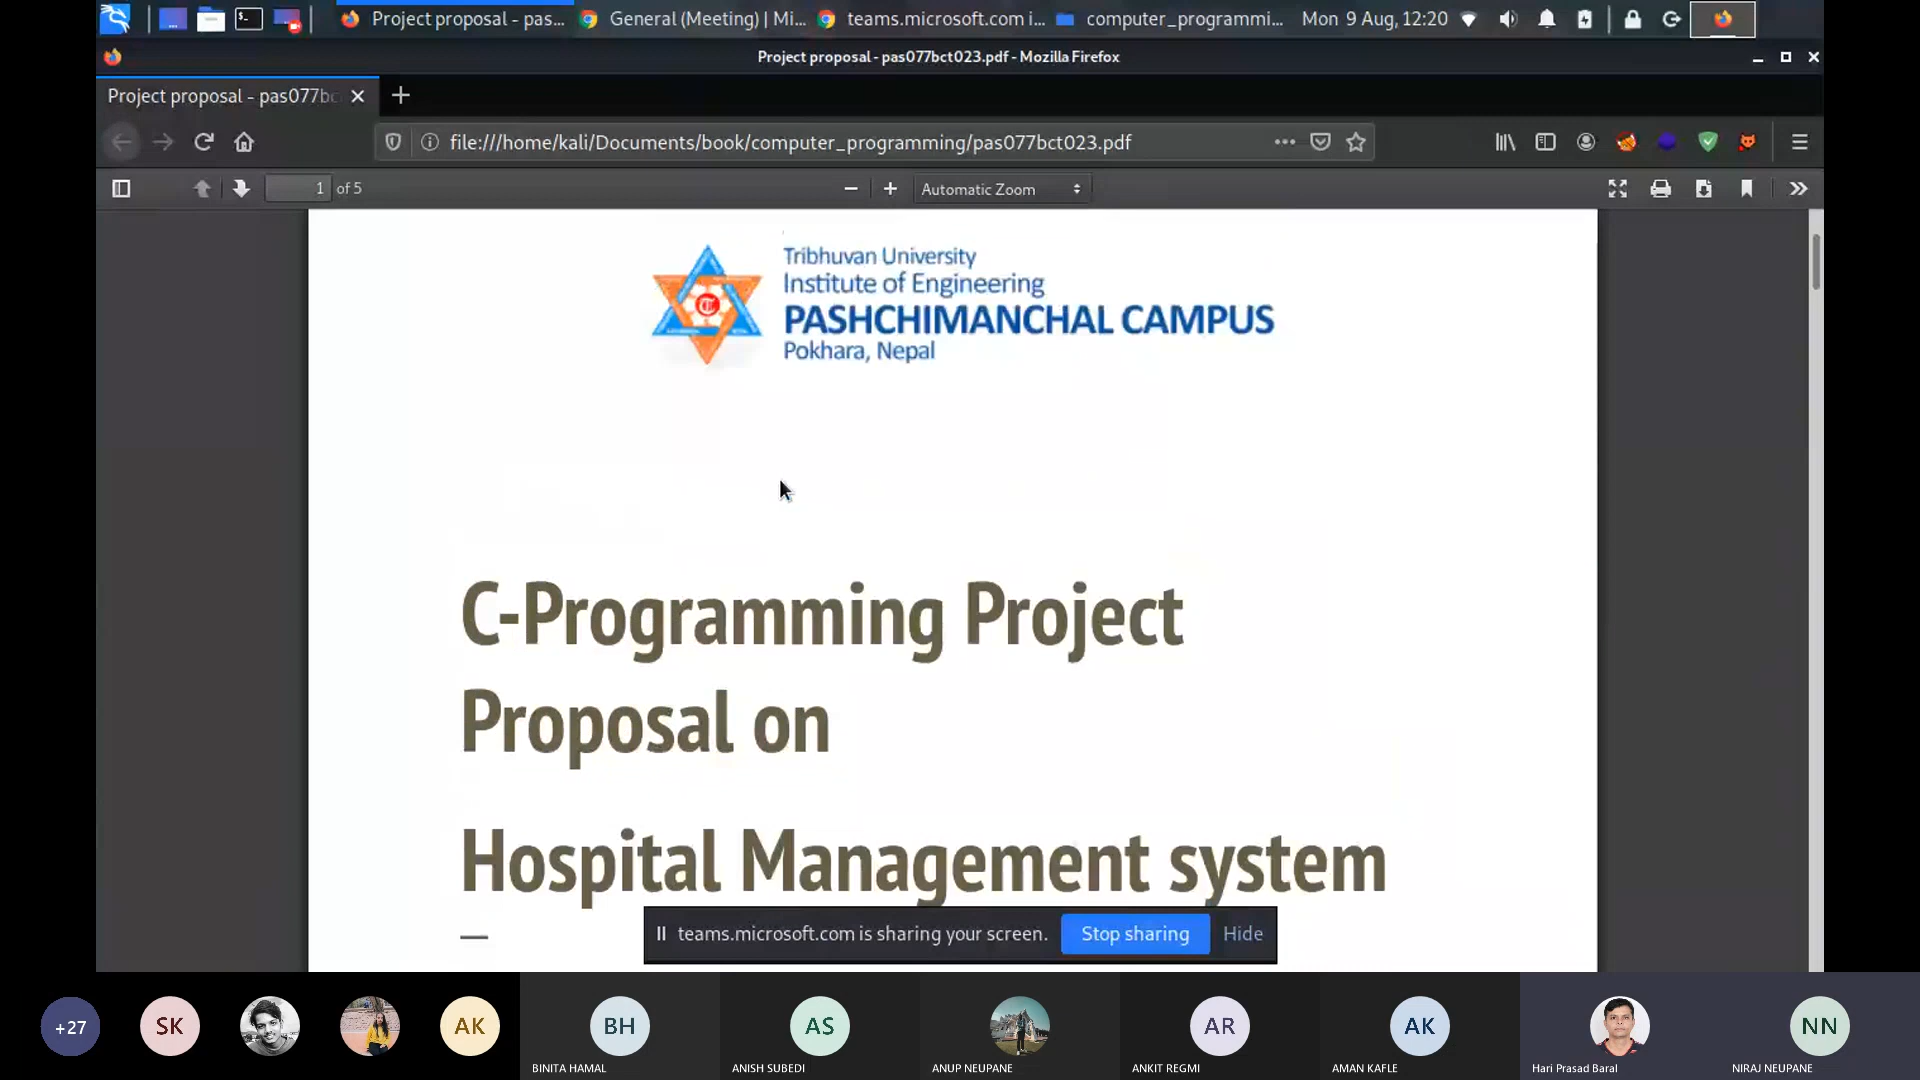 Project proposal - pas...
General (Meeting) | Mi...
teams.microsoft.com i...
computer_programmi...
Mon 9 Aug, 12:20
Project proposal - pas077bct023.pdf - Mozilla Firefox
Project proposal - pas077bc
file:///home/kali/Documents/book/computer_programming/pas077bct023.pdf
1 of 5
Automatic Zoom
Tribhuvan University
Institute of Engineering
PASHCHIMANCHAL CAMPUS
Pokhara, Nepal
C-Programming Project
Proposal on
Hospital Management system
teams.microsoft.com is sharing your screen. Stop sharing Hide
+27 SK AK BH AS AR AK NN
BINITA HAMAL ANISH SUBEDI ANUP NEUPANE ANKIT REGMI AMAN KAFLE Hari Prasad Baral NIRAJ NEUPANE